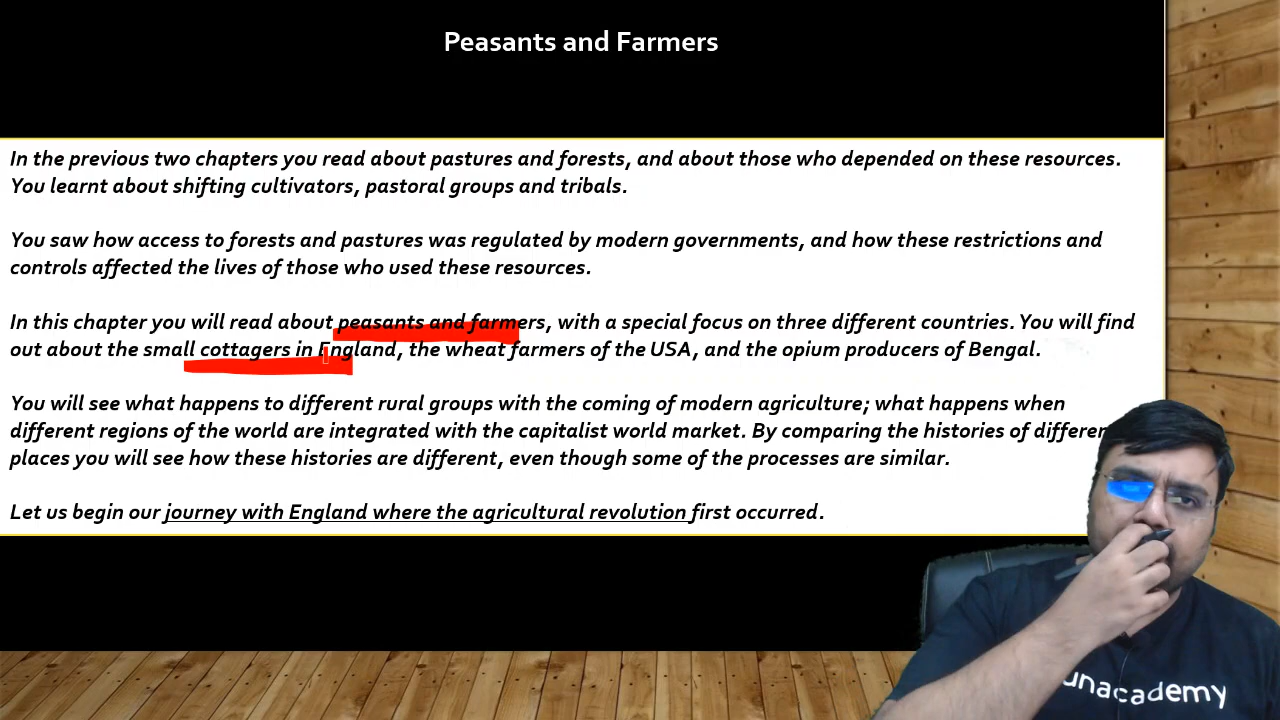 Peasants and Farmers
In the previous two chapters you read about pastures and forests, and about those who depended on these resources.
You learnt about shifting cultivators, pastoral groups and tribals.
You saw how access to forests and pastures was regulated by modern governments, and how these restrictions and
controls affected the lives of those who used these resources.
In this chapter you will read about peasants and farmers, with a special focus on three different countries. You will find
out about the small cottagers in England, the wheat farmers of the USA, and the opium producers of Bengal.
You will see what happens to different rural groups with the coming of modern agriculture; what happens when
different regions of the world are integrated with the capitalist world market. By comparing the histories of
places you will see how these histories are different, even though some of the processes are similar.
Let us begin our journey with England where the agricultural revolution first occurred.
unacademy